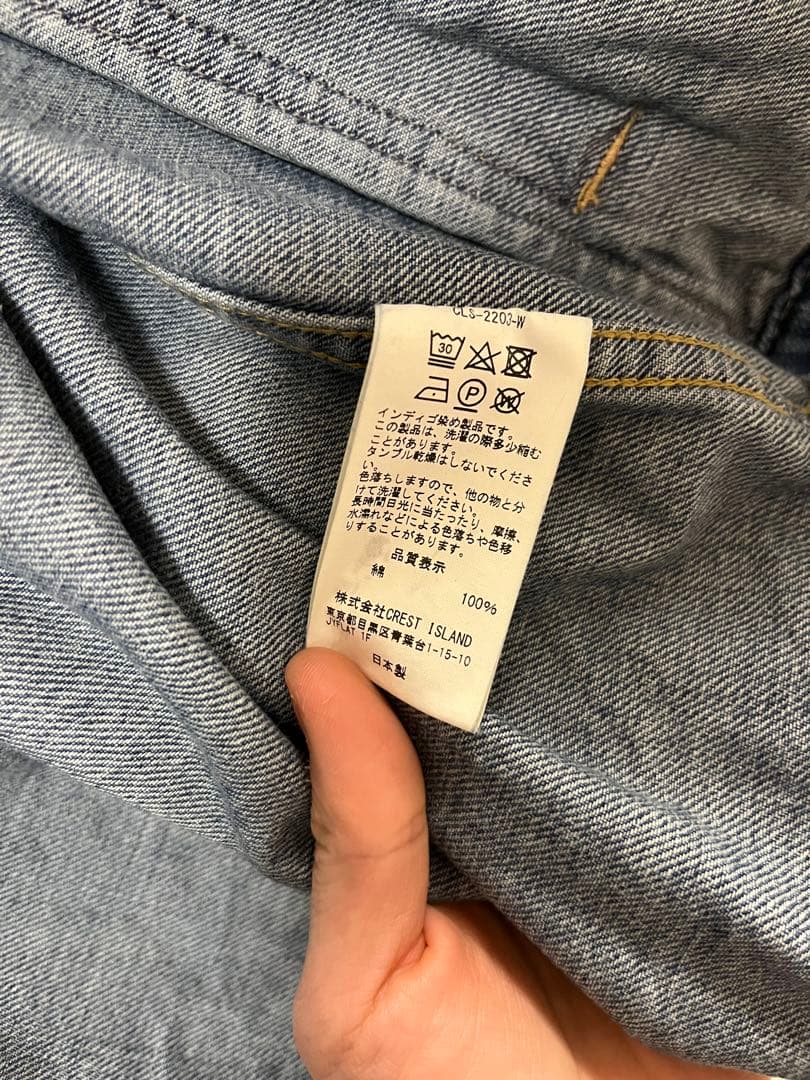 CLS-2203-W
30
P W
インディゴ染め製品です。
この製品は、洗濯の際多少縮む
ことがあります。
タンブル乾燥はしないでくださ
い。
色落ちしますので、他の物と分
けて洗濯してください。
長時間日光に当たったり、摩擦、
水濡れなどによる色落ちや色移
りすることがあります。
品質表示
綿 100%
株式会社CREST ISLAND
東京都目黒区青葉台1-15-10
JYFLAT 1F
日本製